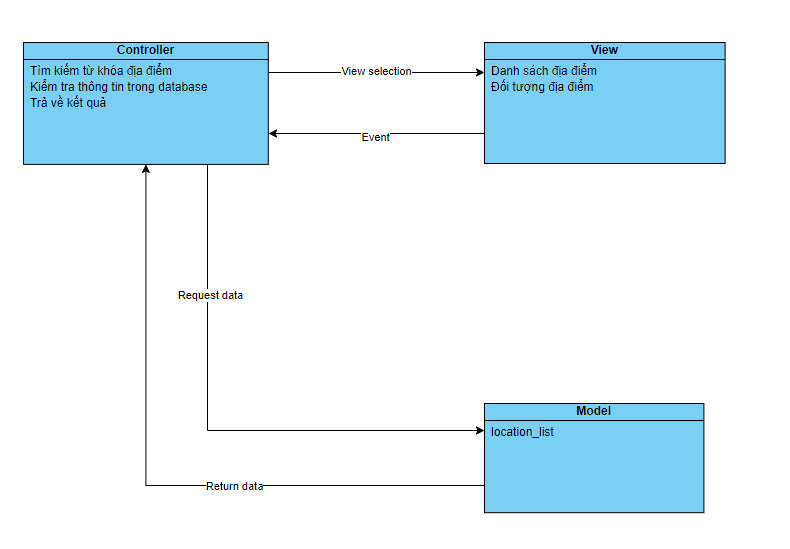 Controller
Tìm kiếm từ khóa địa điểm
Kiểm tra thông tin trong database
Trả về kết quả
View selection
View
Danh sách địa điểm
Đối tượng địa điểm
Event
Request data
Model
location_list
Return data